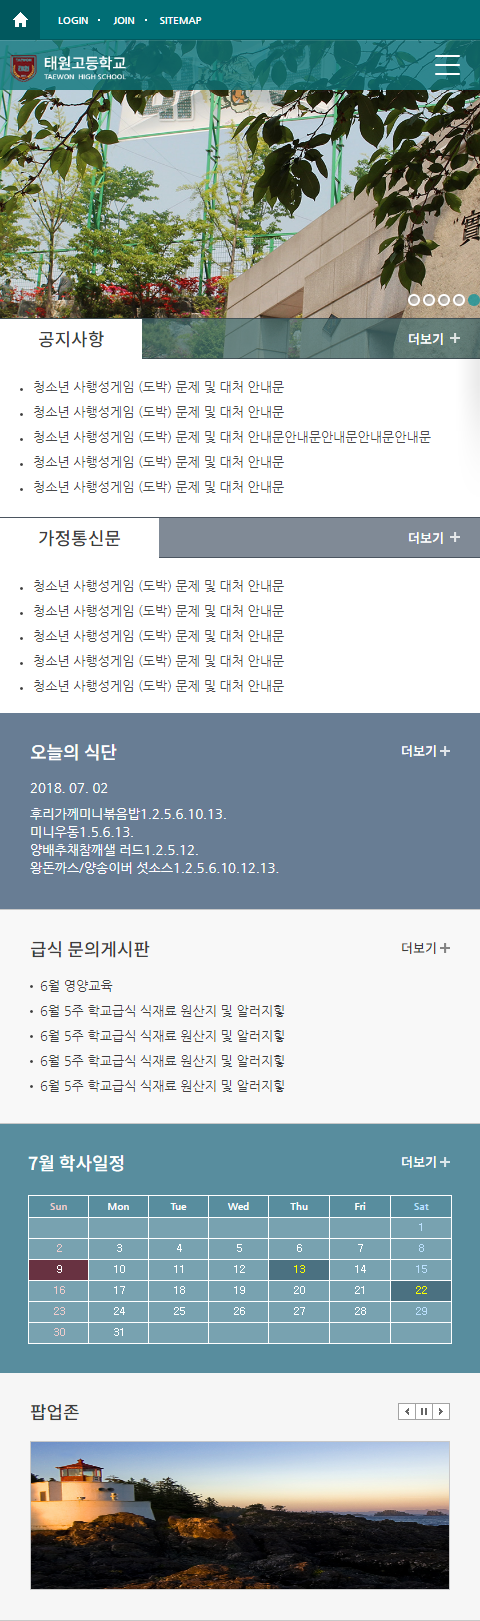 LOGIN • JOIN • SITEMAP
태원고등학교
TAEWON HIGH SCHOOL
공지사항 더보기 +
• 청소년 사행성게임 (도박) 문제 및 대처 안내문
• 청소년 사행성게임 (도박) 문제 및 대처 안내문
• 청소년 사행성게임 (도박) 문제 및 대처 안내문안내문안내문안내문안내문
• 청소년 사행성게임 (도박) 문제 및 대처 안내문
• 청소년 사행성게임 (도박) 문제 및 대처 안내문
가정통신문 더보기 +
• 청소년 사행성게임 (도박) 문제 및 대처 안내문
• 청소년 사행성게임 (도박) 문제 및 대처 안내문
• 청소년 사행성게임 (도박) 문제 및 대처 안내문
• 청소년 사행성게임 (도박) 문제 및 대처 안내문
• 청소년 사행성게임 (도박) 문제 및 대처 안내문
오늘의 식단 더보기 +
2018. 07. 02
후리가께미니볶음밥1.2.5.6.10.13.
미니우동1.5.6.13.
양배추채참깨샐 러드1.2.5.12.
왕돈까스/양송이버 섯소스1.2.5.6.10.12.13.
급식 문의게시판 더보기 +
• 6월 영양교육
• 6월 5주 학교급식 식재료 원산지 및 알러지힣
• 6월 5주 학교급식 식재료 원산지 및 알러지힣
• 6월 5주 학교급식 식재료 원산지 및 알러지힣
• 6월 5주 학교급식 식재료 원산지 및 알러지힣
7월 학사일정 더보기 +
Sun Mon Tue Wed Thu Fri Sat
1
2 3 4 5 6 7 8
9 10 11 12 13 14 15
16 17 18 19 20 21 22
23 24 25 26 27 28 29
30 31
팝업존